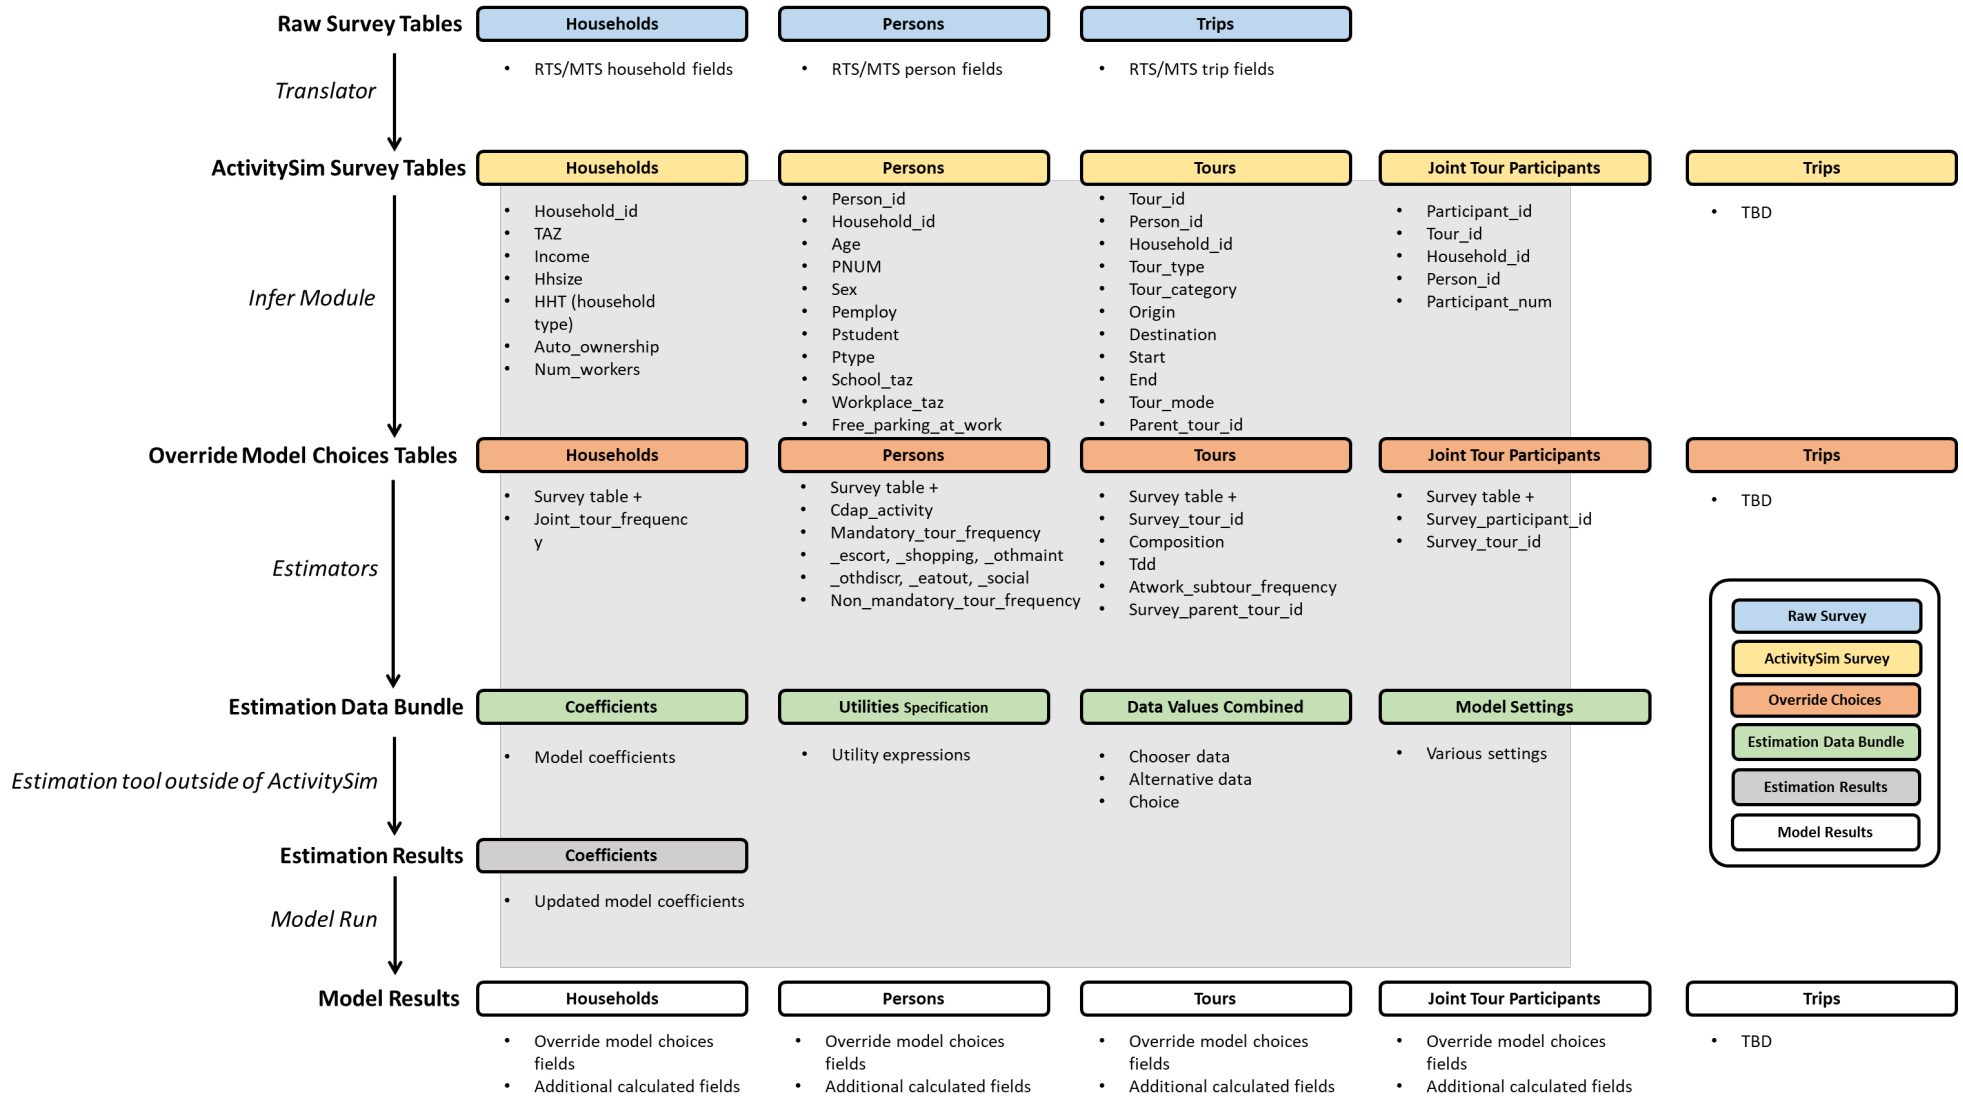 Raw Survey Tables
Households
Persons
Trips
• RTS/MTS household fields
• RTS/MTS person fields
• RTS/MTS trip fields
Translator
ActivitySim Survey Tables
Households
Persons
Tours
Joint Tour Participants
Trips
• Household_id
• TAZ
• Income
• Hhsize
• HHT (household
type)
• Auto_ownership
• Num_workers
• Person_id
• Household_id
• Age
• PNUM
• Sex
• Pemploy
• Pstudent
• Ptype
• School_taz
• Workplace_taz
• Free_parking_at_work
• Tour_id
• Person_id
• Household_id
• Tour_type
• Tour_category
• Origin
• Destination
• Start
• End
• Tour_mode
• Parent_tour_id
• Participant_id
• Tour_id
• Household_id
• Person_id
• Participant_num
• TBD
Infer Module
Override Model Choices Tables
Households
Persons
Tours
Joint Tour Participants
Trips
• Survey table +
• Joint_tour_frequenc
y
• Survey table +
• Cdap_activity
• Mandatory_tour_frequency
• _escort, _shopping, _othmaint
• _othdiscr, _eatout, _social
• Non_mandatory_tour_frequency
• Survey table +
• Survey_tour_id
• Composition
• Tdd
• Atwork_subtour_frequency
• Survey_parent_tour_id
• Survey table +
• Survey_participant_id
• Survey_tour_id
• TBD
Estimators
Estimation Data Bundle
Coefficients
Utilities Specification
Data Values Combined
Model Settings
• Model coefficients
• Utility expressions
• Chooser data
• Alternative data
• Choice
• Various settings
Estimation tool outside of ActivitySim
Estimation Results
Coefficients
• Updated model coefficients
Model Run
Model Results
Households
Persons
Tours
Joint Tour Participants
Trips
• Override model choices
fields
• Additional calculated fields
• Override model choices
fields
• Additional calculated fields
• Override model choices
fields
• Additional calculated fields
• Override model choices
fields
• Additional calculated fields
• TBD
Raw Survey
ActivitySim Survey
Override Choices
Estimation Data Bundle
Estimation Results
Model Results